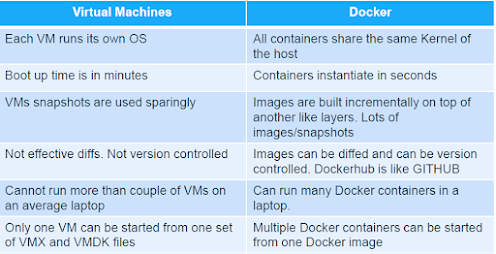 Virtual Machines
Docker
Each VM runs its own OS
All containers share the same Kernel of
the host
Boot up time is in minutes
Containers instantiate in seconds
VMs snapshots are used sparingly
Images are built incrementally on top of
another like layers. Lots of
images/snapshots
Not effective diffs. Not version controlled
Images can be diffed and can be version
controlled. Dockerhub is like GITHUB
Cannot run more than couple of VMs on
an average laptop
Can run many Docker containers in a
laptop.
Only one VM can be started from one set
of VMX and VMDK files
Multiple Docker containers can be started
from one Docker image